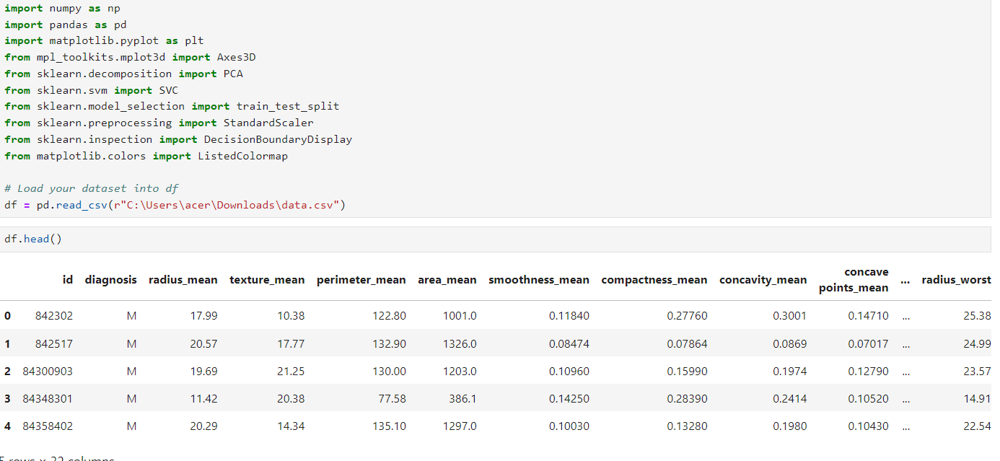 import numpy as np
import pandas as pd
import matplotlib.pyplot as plt
from mpl_toolkits.mplot3d import Axes3D
from sklearn.decomposition import PCA
from sklearn.svm import SVC
from sklearn.model_selection import train_test_split
from sklearn.preprocessing import StandardScaler
from sklearn.inspection import DecisionBoundaryDisplay
from matplotlib.colors import ListedColormap
# Load your dataset into df
df = pd.read_csv(r"C:\Users\acer\Downloads\data.csv")
df.head()
id diagnosis radius_mean texture_mean perimeter_mean area_mean smoothness_mean compactness_mean concavity_mean concave points_mean ... radius_worst
0 842302 M 17.99 10.38 122.80 1001.0 0.11840 0.27760 0.3001 0.14710 ... 25.38
1 842517 M 20.57 17.77 132.90 1326.0 0.08474 0.07864 0.0869 0.07017 ... 24.99
2 84300903 M 19.69 21.25 130.00 1203.0 0.10960 0.15990 0.1974 0.12790 ... 23.57
3 84348301 M 11.42 20.38 77.58 386.1 0.14250 0.28390 0.2414 0.10520 ... 14.91
4 84358402 M 20.29 14.34 135.10 1297.0 0.10030 0.13280 0.1980 0.10430 ... 22.54
5 rows × 32 columns